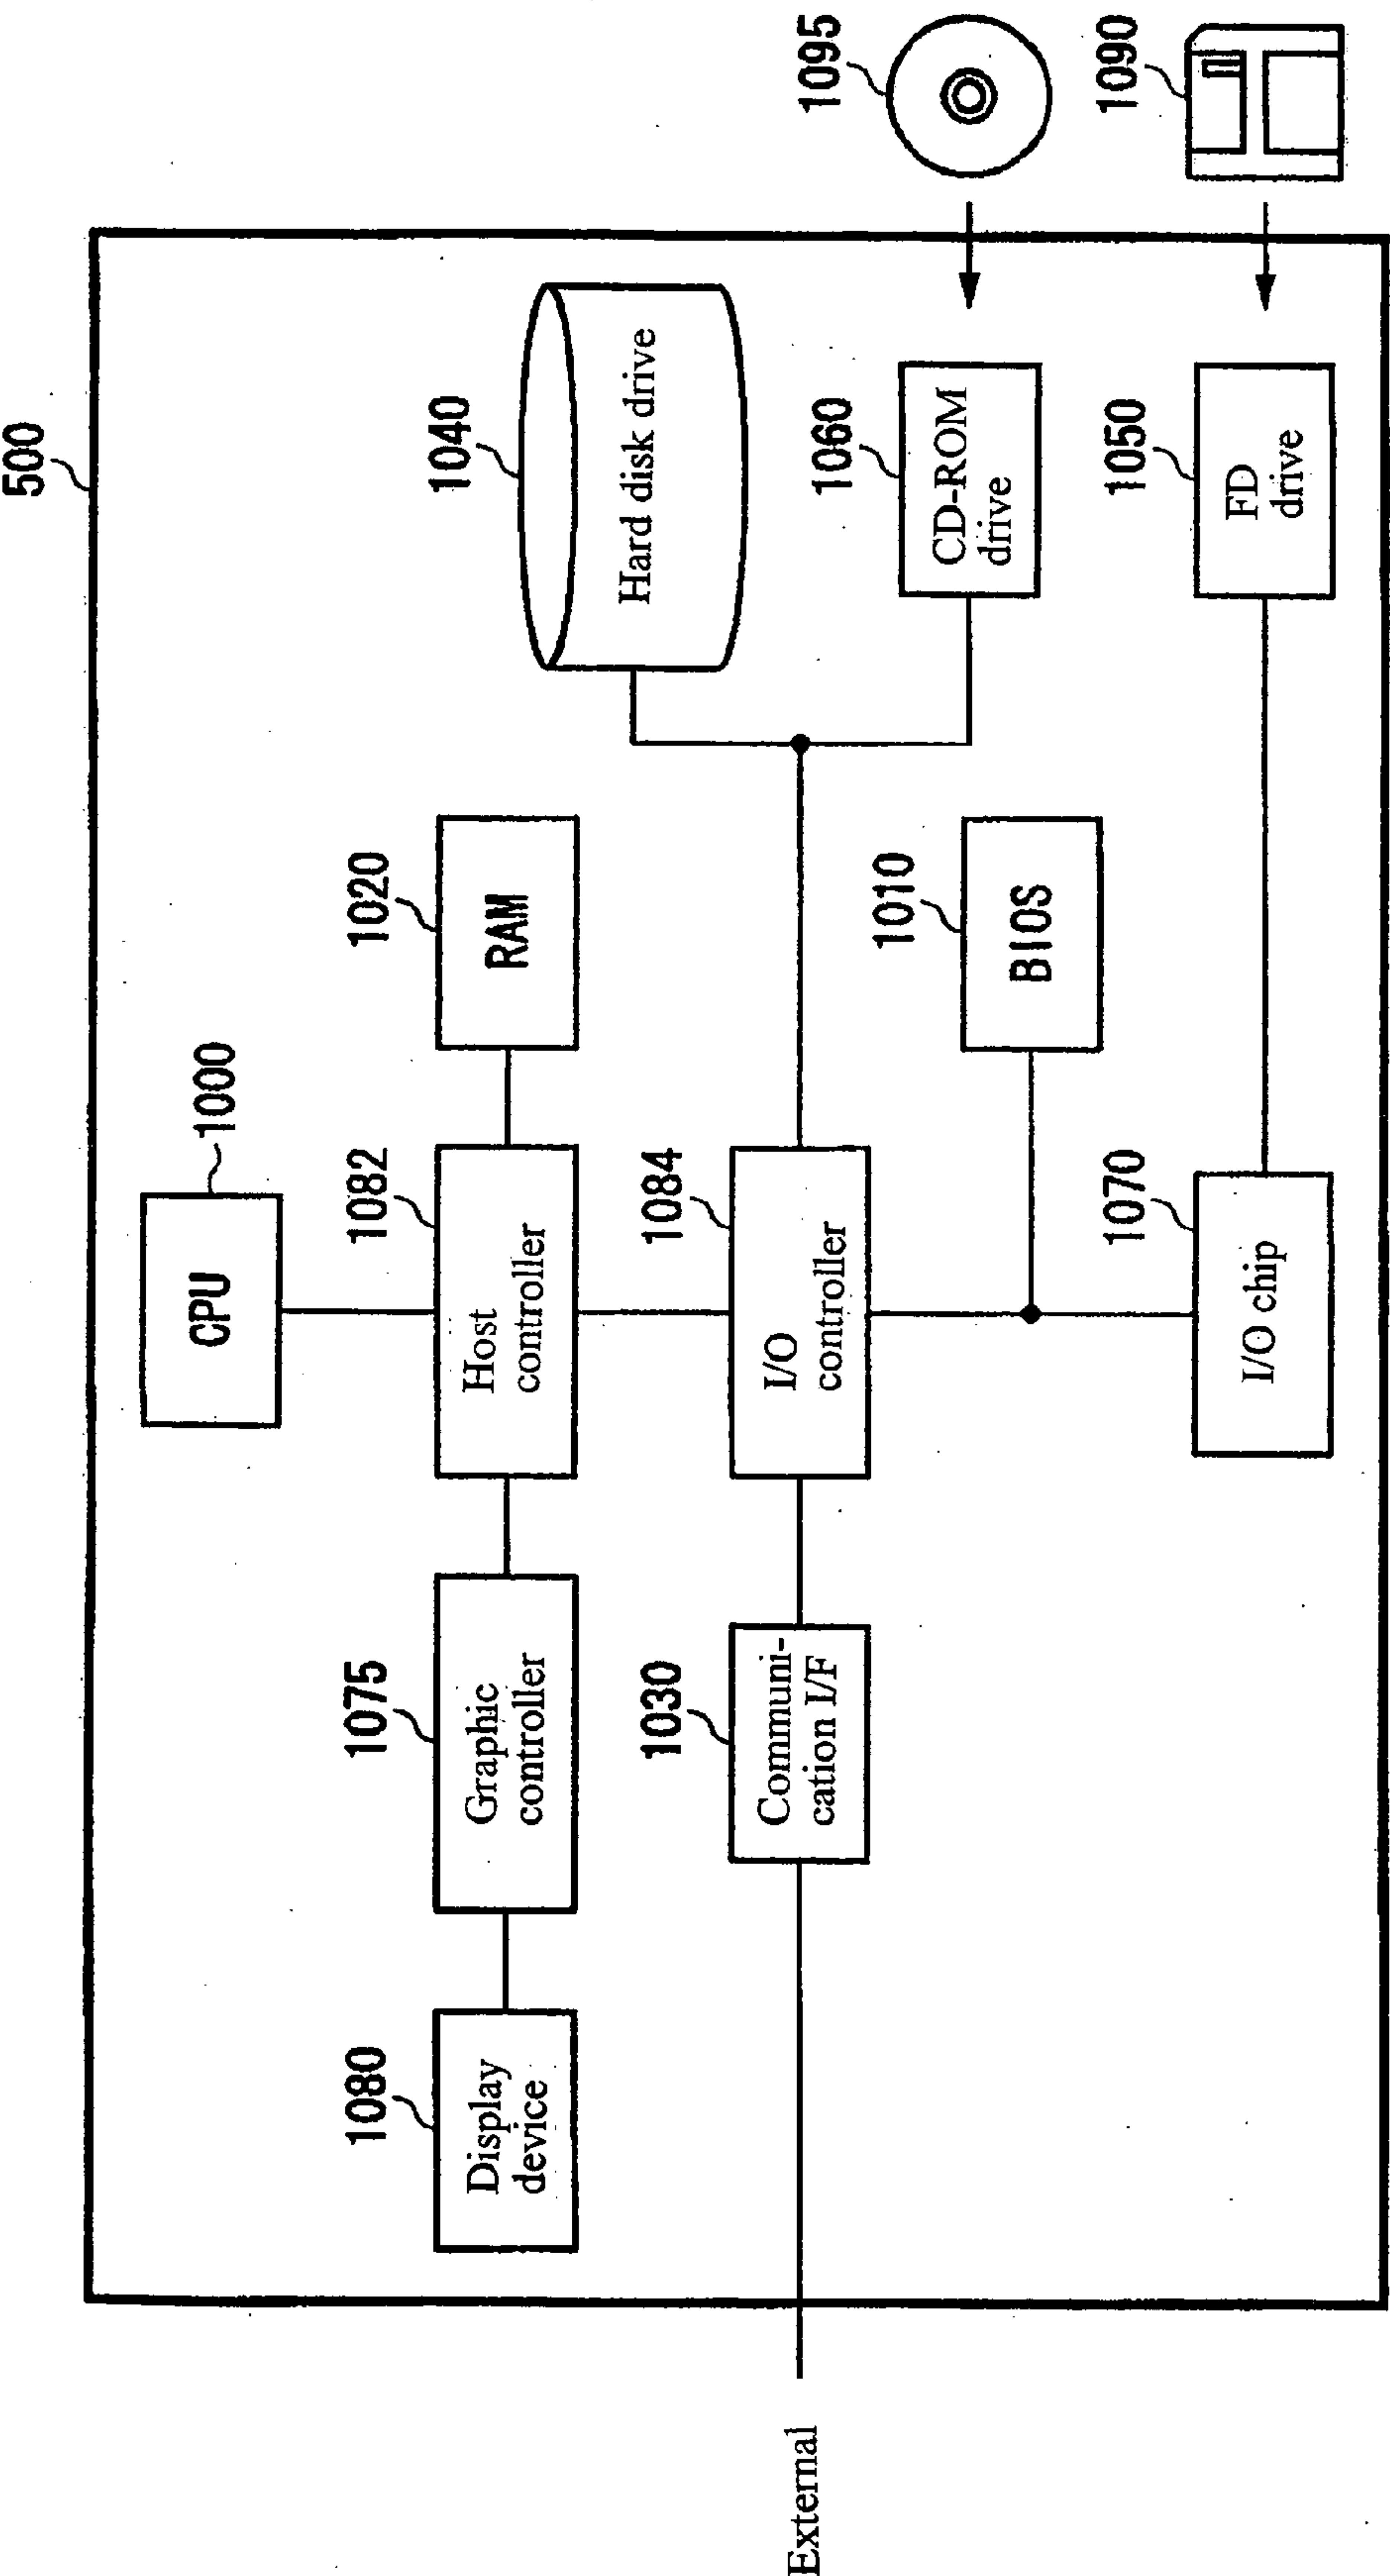 500
1000
CPU
1080
Display
device
1075
Graphic
controller
1082
Host
controller
1020
RAM
1040
Hard disk drive
External
1030
Communi-
cation I/F
1084
I/O
controller
1060
CD-ROM
drive
1095
1010
BIOS
1070
I/O chip
1050
FD
drive
1090